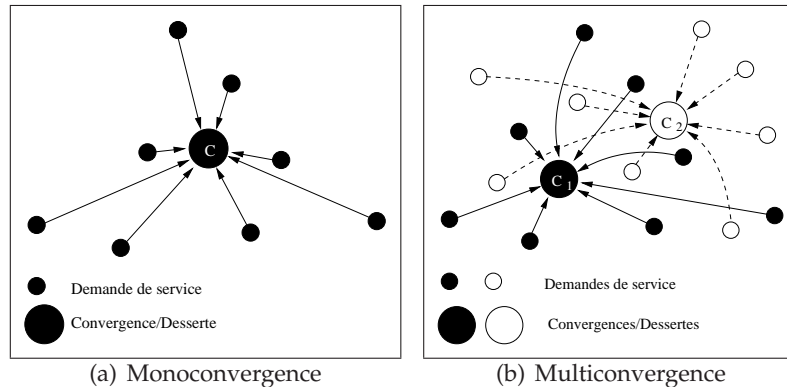 C
Demande de service
Convergence/Desserte
(a) Monoconvergence
C 2
C 1
Demandes de service
Convergences/Dessertes
(b) Multiconvergence